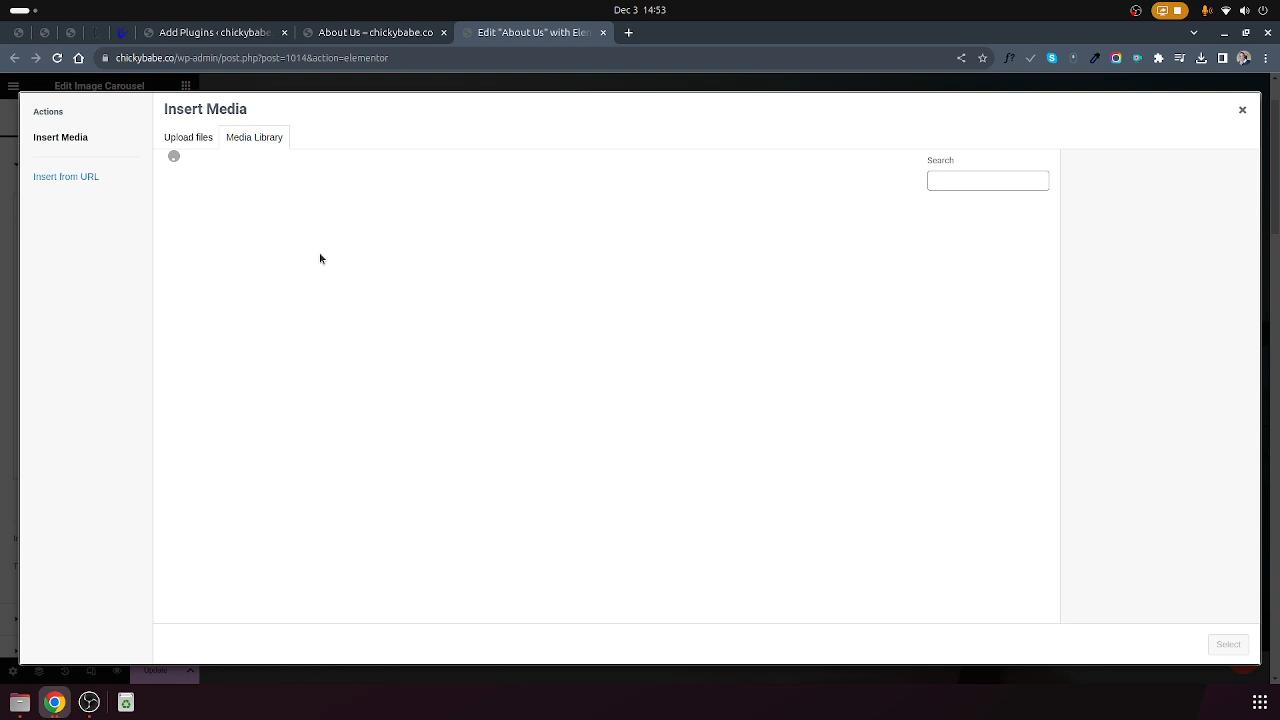 Dec 3 14:53
Add Plugins ‹ chickybabe
About Us – chickybabe.co
Edit "About Us" with Elen
chickybabe.co/wp-admin/post.php?post=1014&action=elementor
Edit Image Carousel
Actions
Insert Media
Insert from URL
Insert Media
Upload files
Media Library
Search
Select
Update